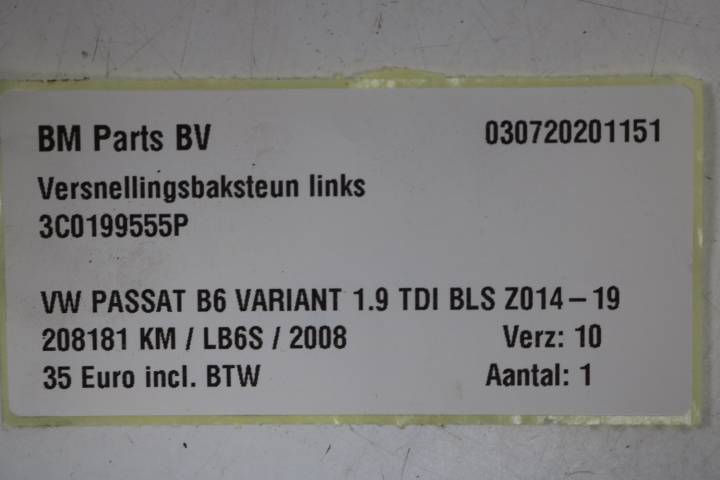 BM Parts BV 030720201151
Versnellingsbaksteun links
3C0199555P
VW PASSAT B6 VARIANT 1.9 TDI BLS Z014-19
208181 KM / LB6S / 2008 Verz: 10
35 Euro incl. BTW Aantal: 1